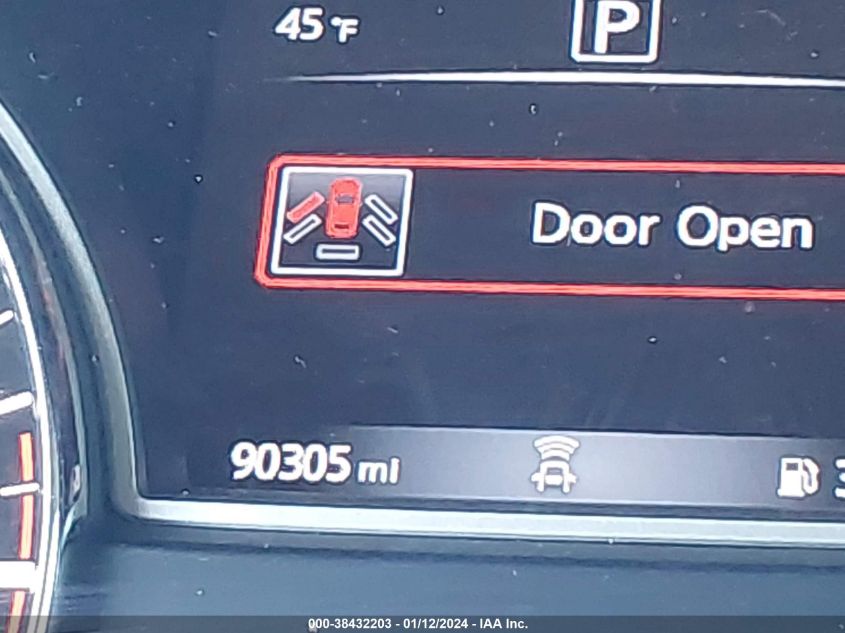 45°F
P
Door Open
90305 mi
000-38432203 - 01/12/2024 - IAA Inc.